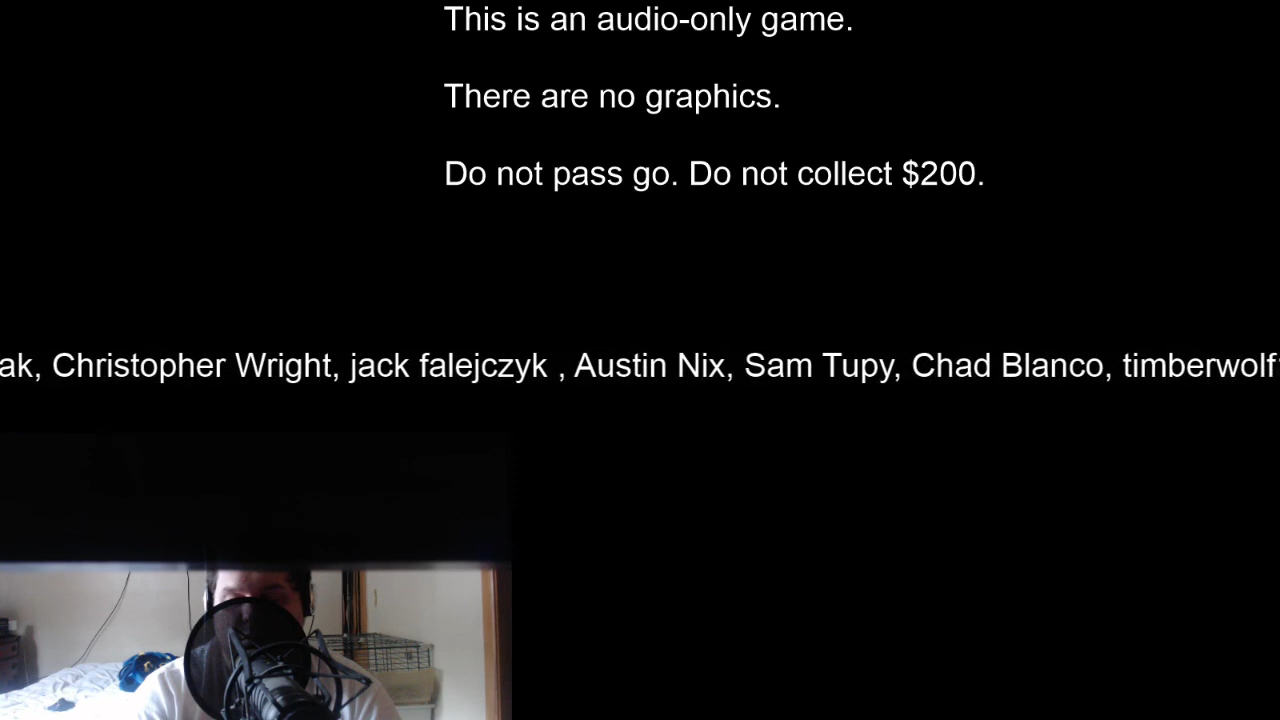 This is an audio-only game.
There are no graphics.
Do not pass go. Do not collect $200.
ak, Christopher Wright, jack falejczyk , Austin Nix, Sam Tupy, Chad Blanco, timberwolf